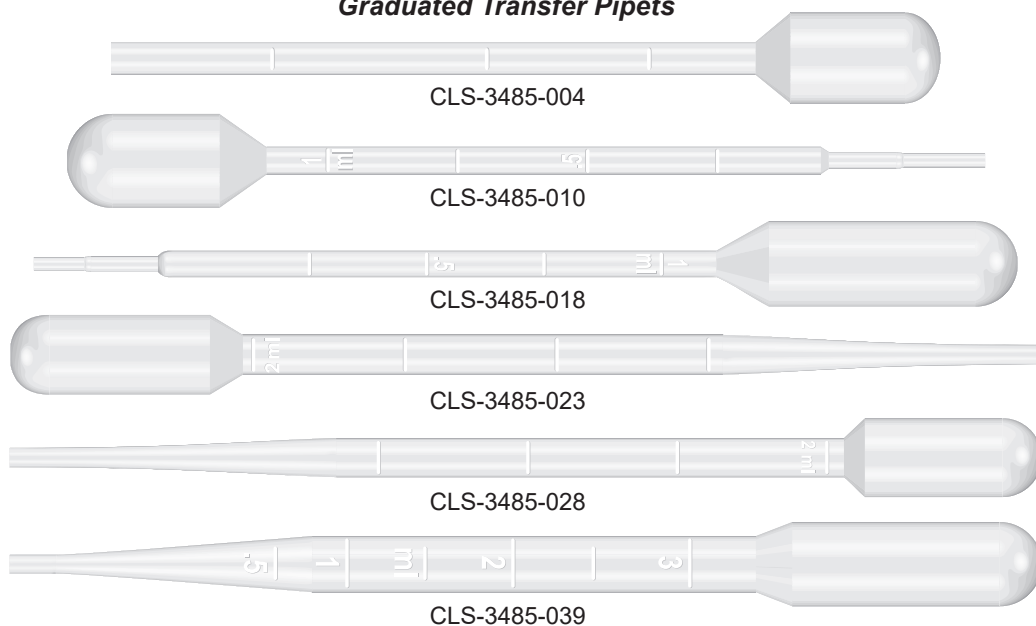 Graduated Transfer Pipets
CLS-3485-004
1 ml .5
CLS-3485-010
.5 ml 1
CLS-3485-018
2 ml
CLS-3485-023
2 ml
CLS-3485-028
.5 1 ml 2 3
CLS-3485-039